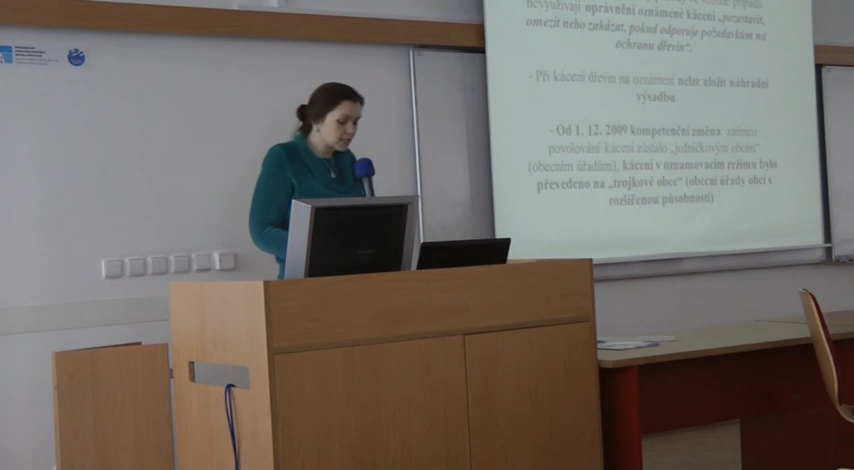 nevyužívají oprávnění oznámené kácení „pozastavit,
omezit nebo zakázat, pokud odporuje požadavkům na
ochranu dřevin“.
- Při kácení dřevin na oznámení nelze uložit náhradní
výsadbu.
- Od 1. 12. 2009 kompetenční změna: zatímco
povolování kácení zůstalo „jedničkovým obcím“
(obecním úřadům), kácení v oznamovacím režimu bylo
převedeno na „trojkové obce“ (obecní úřady obcí s
rozšířenou působností)